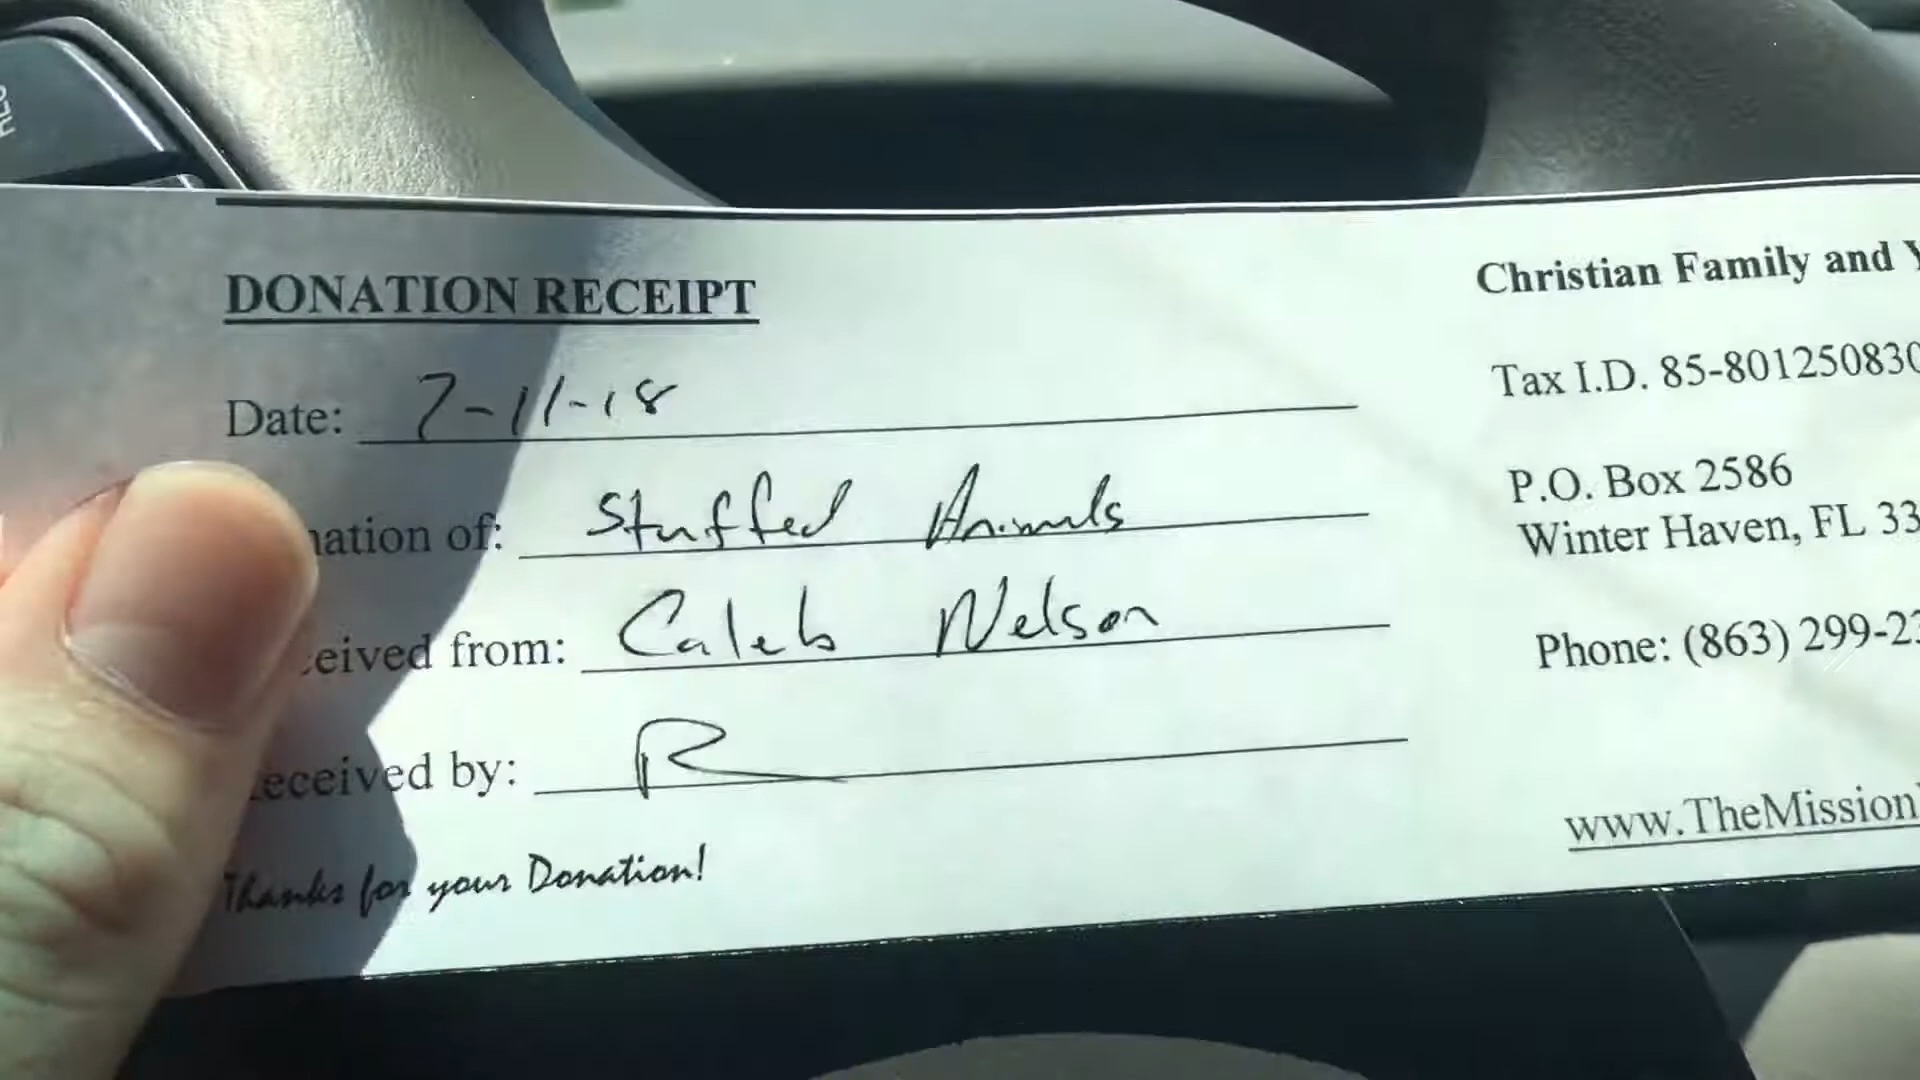 DONATION RECEIPT
Date: 7-11-18
nation of: Stuffed Animals
ceived from: Caleb Nelson
eceived by: R
Thanks for your Donation!
Christian Family and Y
Tax I.D. 85-801250830
P.O. Box 2586
Winter Haven, FL 33
Phone: (863) 299-23
www.TheMission